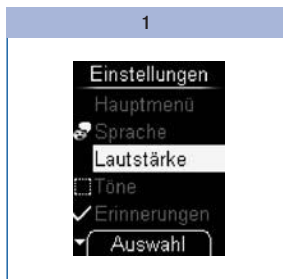 1
Einstellungen
Hauptmenü
Sprache
Lautstärke
Töne
Erinnerungen
Auswahl